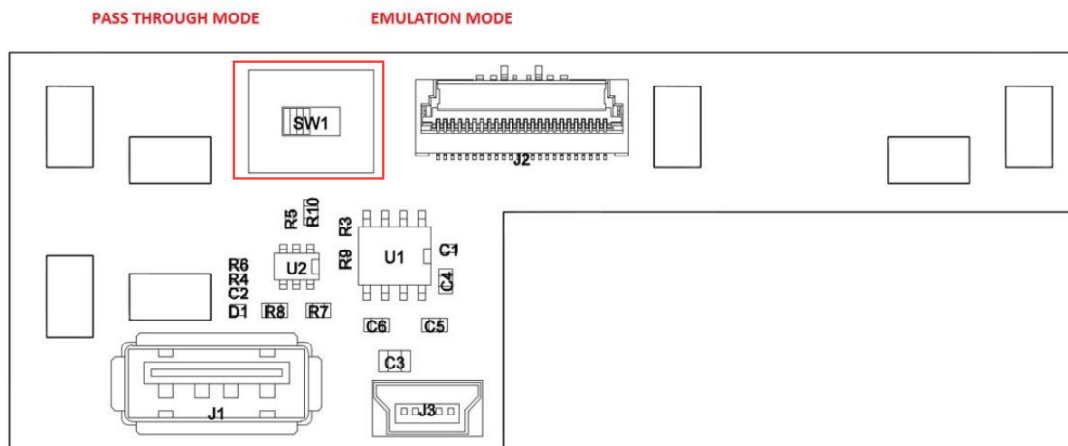 PASS THROUGH MODE EMULATION MODE
SW1
J2
R5 R10 R3
R9 U1 C1
R6 U2
R4 C4
C2
D1 R8 R7
C6 C5
C3
J1 J3